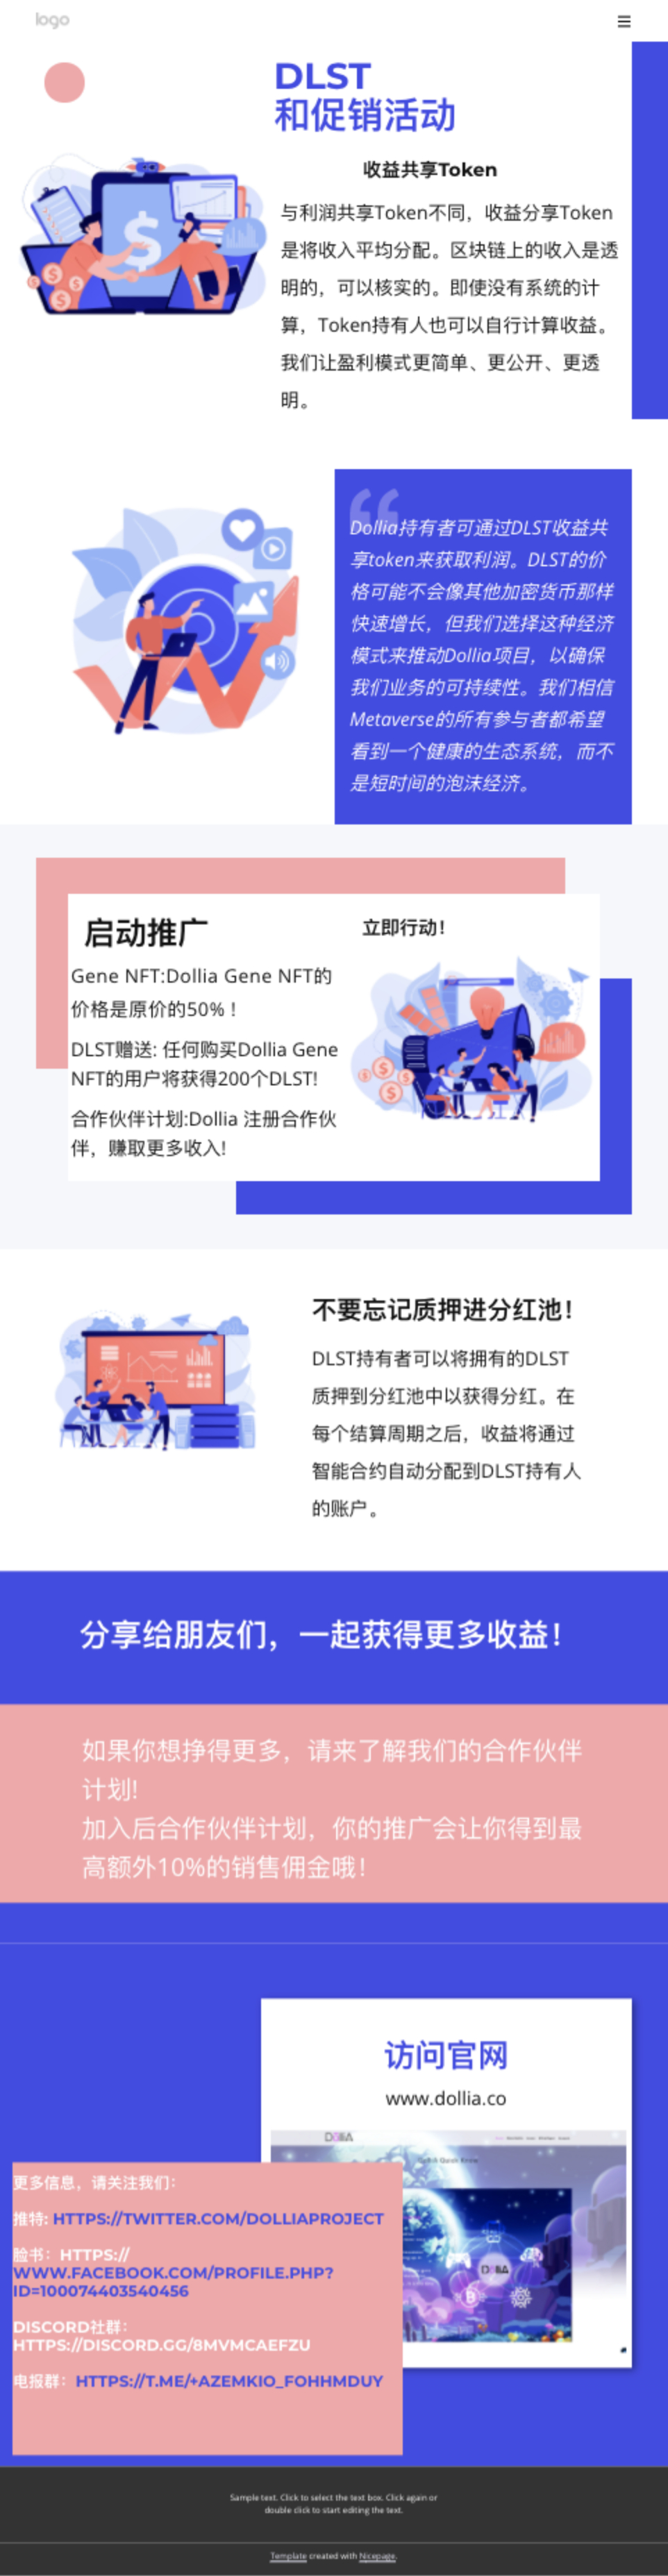 logo
DLST
和促销活动
收益共享Token
与利润共享Token不同，收益分享Token
是将收入平均分配。区块链上的收入是透
明的，可以核实的。即使没有系统的计
算，Token持有人也可以自行计算收益。
我们让盈利模式更简单、更公开、更透
明。
Dollia持有者可通过DLST收益共
享token来获取利润。DLST的价
格可能不会像其他加密货币那样
快速增长，但我们选择这种经济
模式来推动Dollia项目，以确保
我们业务的可持续性。我们相信
Metaverse的所有参与者都希望
看到一个健康的生态系统，而不
是短时间的泡沫经济。
启动推广
Gene NFT:Dollia Gene NFT的
价格是原价的50%！
DLST赠送: 任何购买Dollia Gene
NFT的用户将获得200个DLST!
合作伙伴计划:Dollia 注册合作伙
伴，赚取更多收入!
立即行动！
不要忘记质押进分红池！
DLST持有者可以将拥有的DLST
质押到分红池中以获得分红。在
每个结算周期之后，收益将通过
智能合约自动分配到DLST持有人
的账户。
分享给朋友们，一起获得更多收益！
如果你想挣得更多，请来了解我们的合作伙伴
计划!
加入后合作伙伴计划，你的推广会让你得到最
高额外10%的销售佣金哦！
访问官网
www.dollia.co
DOLLIA
DOLLIA
更多信息，请关注我们：
推特: HTTPS://TWITTER.COM/DOLLIAPROJECT
脸书：HTTPS://
WWW.FACEBOOK.COM/PROFILE.PHP?
ID=100074403540456
DISCORD社群：
HTTPS://DISCORD.GG/8MVMCAEFZU
电报群：HTTPS://T.ME/+AZEMKIO_FOHHMDUY
Sample text. Click to select the text box. Click again or
double click to start editing the text.
Template created with Nicepage.